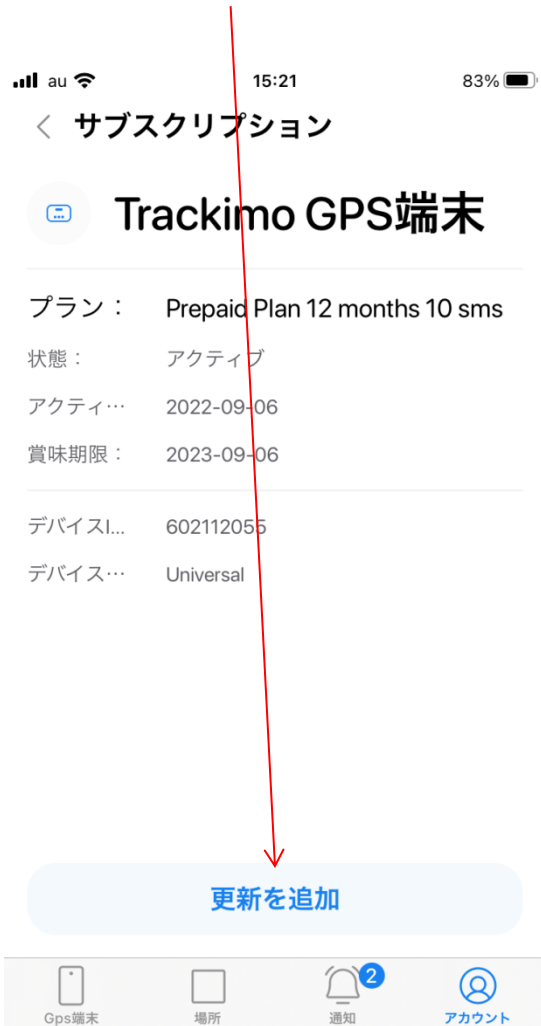 au 15:21 83%
サブスクリプション
Trackimo GPS端末
プラン： Prepaid Plan 12 months 10 sms
状態： アクティブ
アクティ… 2022-09-06
賞味期限： 2023-09-06
デバイスI... 602112055
デバイス… Universal
更新を追加
2
Gps端末 場所 通知 アカウント